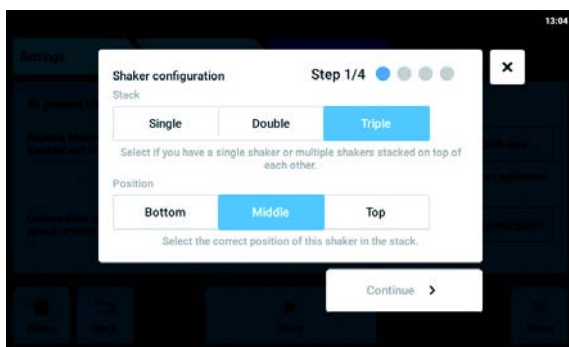 13:04
Settings
Shaker configuration
Step 1/4
Stack
Single
Double
Triple
Select if you have a single shaker or multiple shakers stacked on top of
each other.
Position
Bottom
Middle
Top
Select the correct position of this shaker in the stack.
Continue